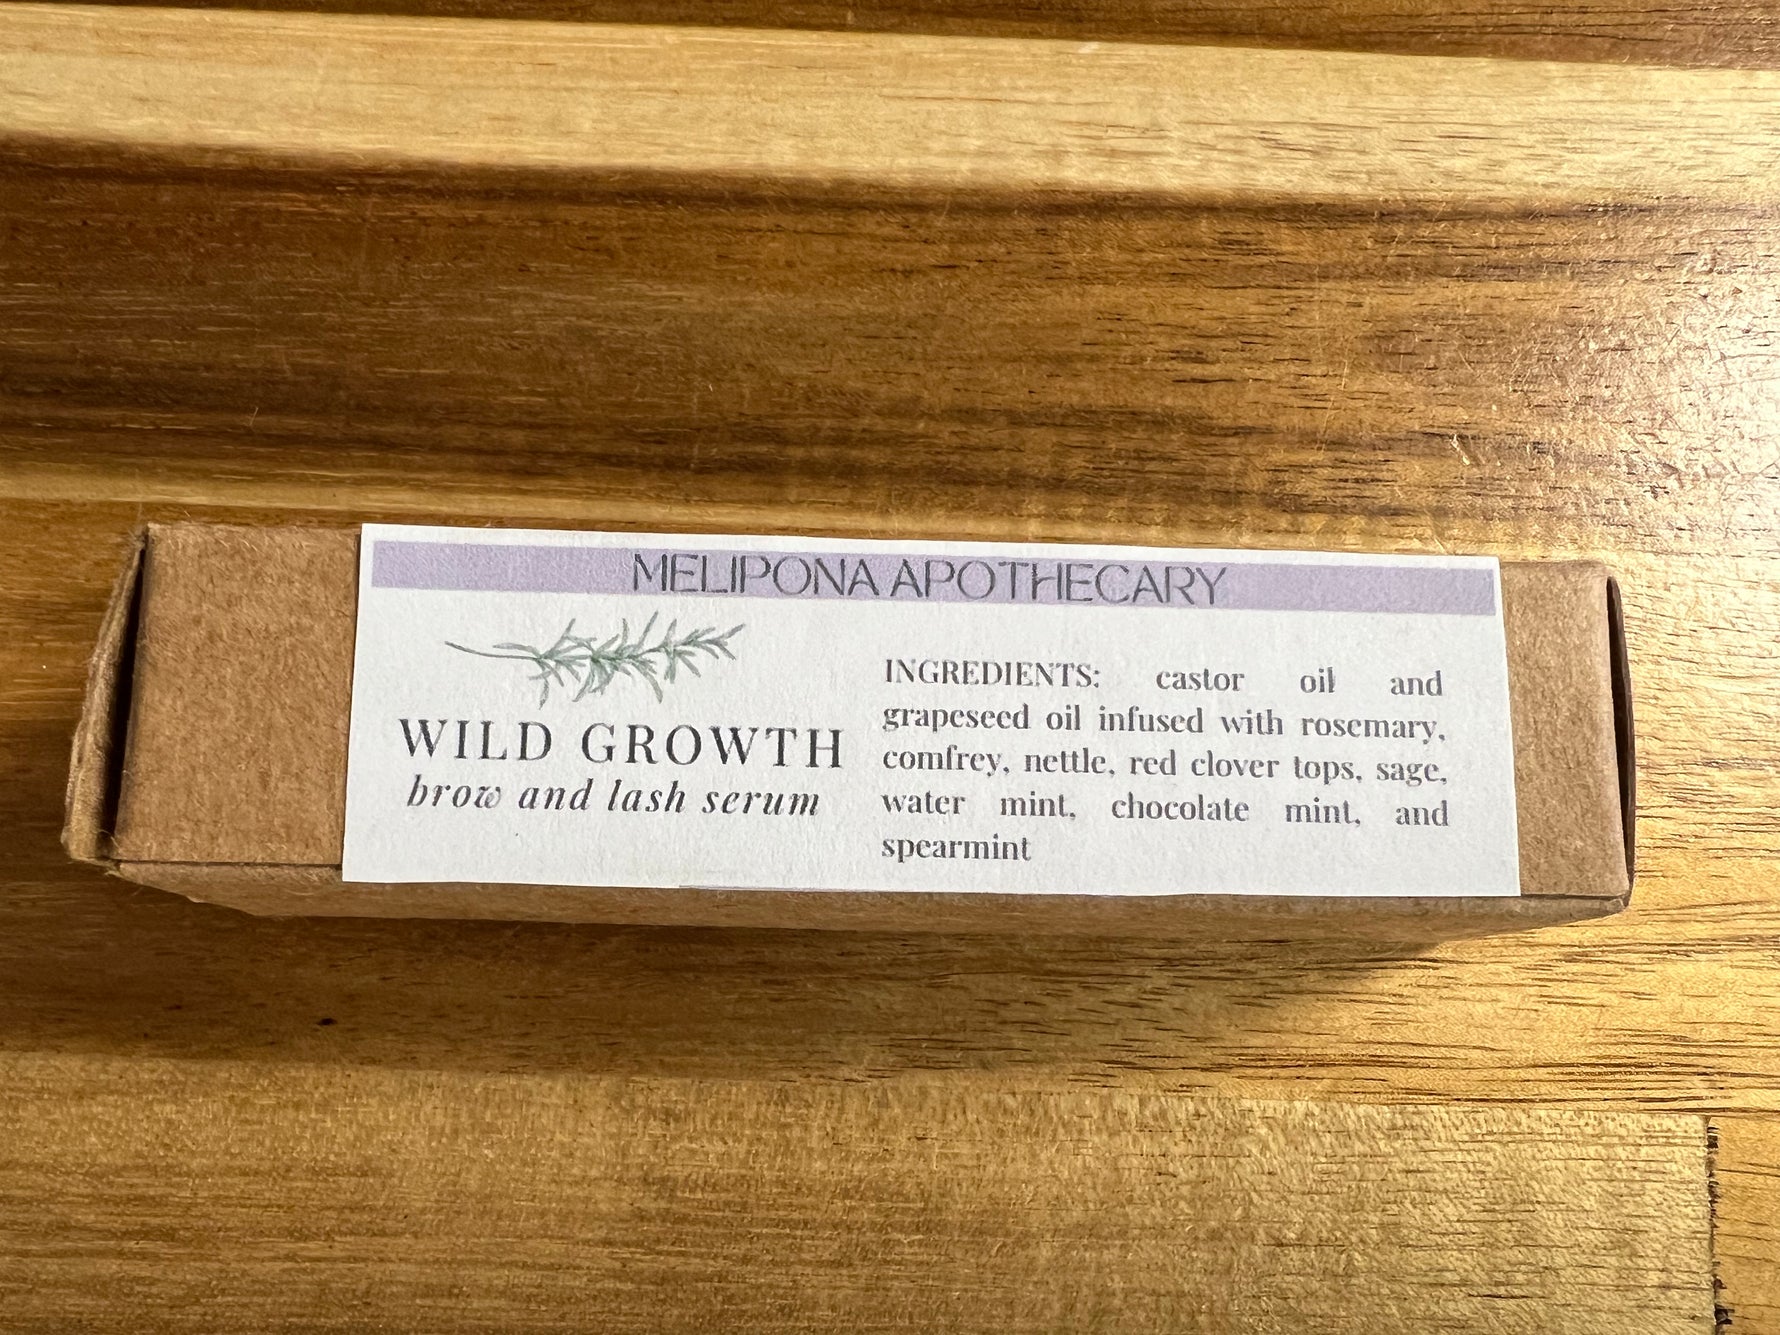 MELIPONA APOTHECARY
WILD GROWTH
brow and lash serum
INGREDIENTS: castor oil and
grapeseed oil infused with rosemary,
comfrey, nettle, red clover tops, sage,
water mint, chocolate mint, and
spearmint